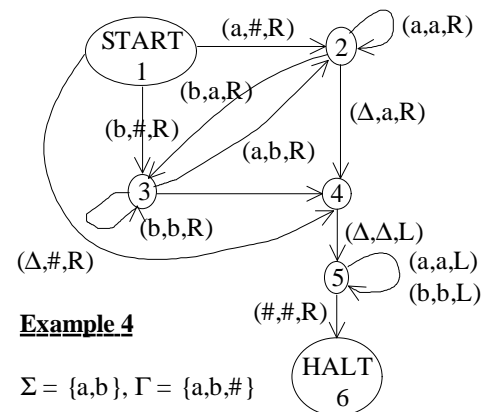 START
1
(a,#,R)
2
(a,a,R)
(b,a,R)
(b,#,R)
(Δ,a,R)
(a,b,R)
3
4
(b,b,R)
(Δ,#,R)
(Δ,Δ,L)
5
(a,a,L)
(b,b,L)
(#,#,R)
Example 4
HALT
6
Σ = {a,b}, Γ = {a,b,#}